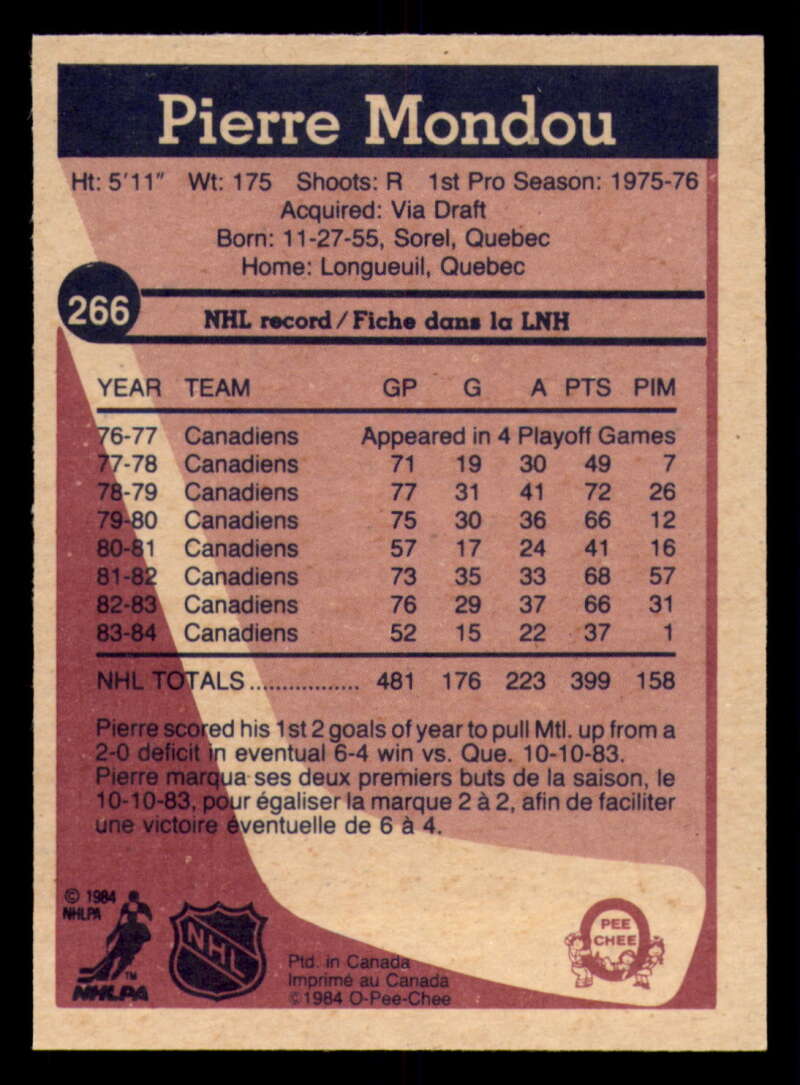 Pierre Mondou
Ht: 5'11" Wt: 175 Shoots: R 1st Pro Season: 1975-76
Acquired: Via Draft
Born: 11-27-55, Sorel, Quebec
Home: Longueuil, Quebec
266
NHL record/Fiche dans la LNH
YEAR TEAM GP G A PTS PIM
76-77 Canadiens Appeared in 4 Playoff Games
77-78 Canadiens 71 19 30 49 7
78-79 Canadiens 77 31 41 72 26
79-80 Canadiens 75 30 36 66 12
80-81 Canadiens 57 17 24 41 16
81-82 Canadiens 73 35 33 68 57
82-83 Canadiens 76 29 37 66 31
83-84 Canadiens 52 15 22 37 1
NHL TOTALS ................. 481 176 223 399 158
Pierre scored his 1st 2 goals of year to pull Mtl. up from a
2-0 deficit in eventual 6-4 win vs. Que. 10-10-83.
Pierre marqua ses deux premiers buts de la saison, le
10-10-83, pour égaliser la marque 2 à 2, afin de faciliter
une victoire éventuelle de 6 à 4.
© 1984
NHLPA
TM
NHLPA
NHL
Ptd. in Canada
Imprimé au Canada
©1984 O-Pee-Chee
O
PEE
CHEE